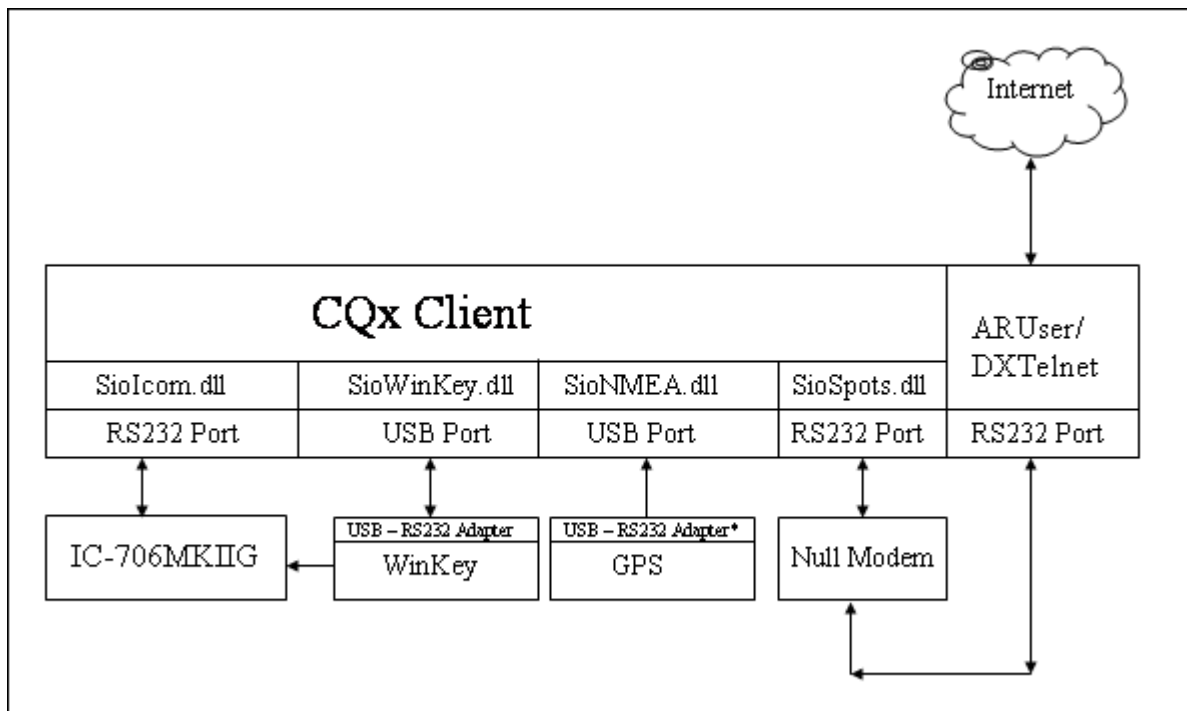 Internet
CQx Client
ARUser/
DXTelnet
SioIcom.dll
SioWinKey.dll
SioNMEA.dll
SioSpots.dll
RS232 Port
USB Port
USB Port
RS232 Port
RS232 Port
IC-706MKIIG
USB – RS232 Adapter
WinKey
USB – RS232 Adapter*
GPS
Null Modem